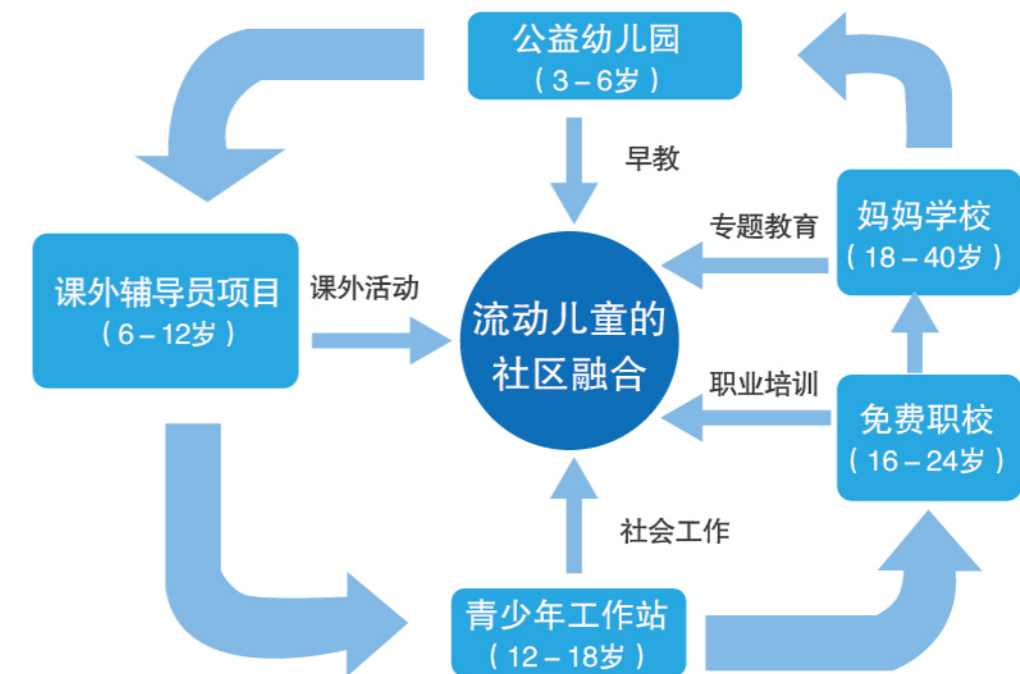 公益幼儿园
（3–6岁）
早教
专题教育
妈妈学校
（18–40岁）
课外辅导员项目
（6–12岁）
课外活动
流动儿童的
社区融合
职业培训
免费职校
（16–24岁）
社会工作
青少年工作站
（12–18岁）